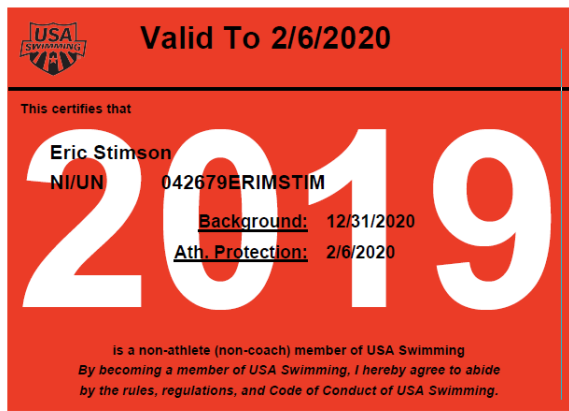 USA
SWIMMING
Valid To 2/6/2020
This certifies that
2019
Eric Stimson
NI/UN 042679ERIMSTIM
Background: 12/31/2020
Ath. Protection: 2/6/2020
is a non-athlete (non-coach) member of USA Swimming
By becoming a member of USA Swimming, I hereby agree to abide
by the rules, regulations, and Code of Conduct of USA Swimming.